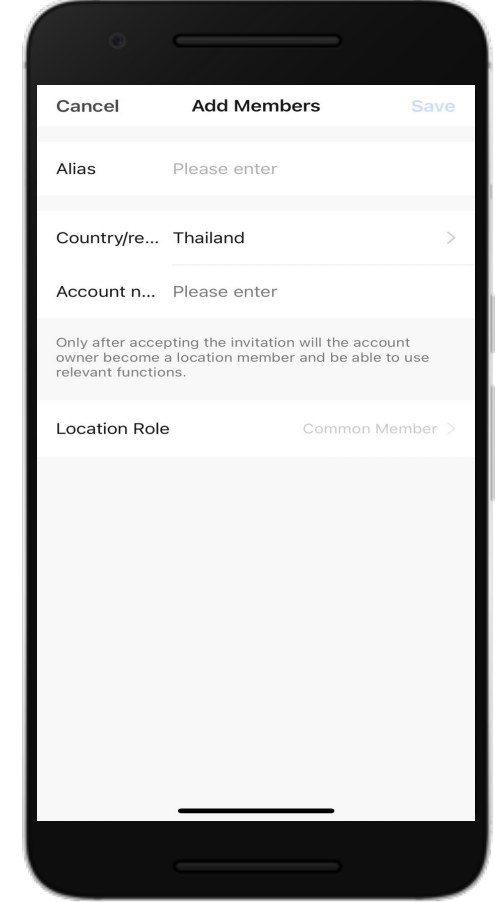 Cancel Add Members Save
Alias Please enter
Country/re... Thailand
Account n... Please enter
Only after accepting the invitation will the account
owner become a location member and be able to use
relevant functions.
Location Role Common Member